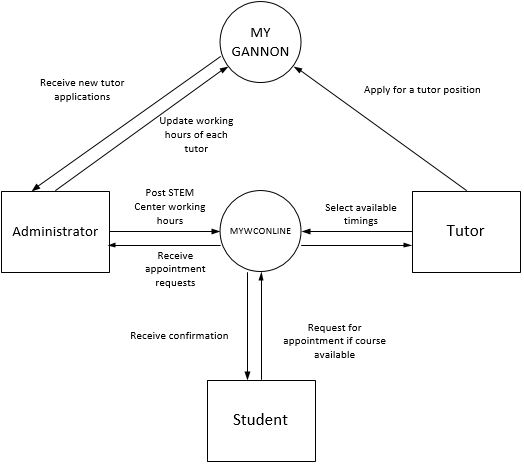 MY
GANNON
Receive new tutor
applications
Apply for a tutor position
Update working
hours of each
tutor
Administrator
Post STEM
Center working
hours
MYWCONLINE
Select available
timings
Tutor
Receive
appointment
requests
Receive confirmation
Request for
appointment if course
available
Student